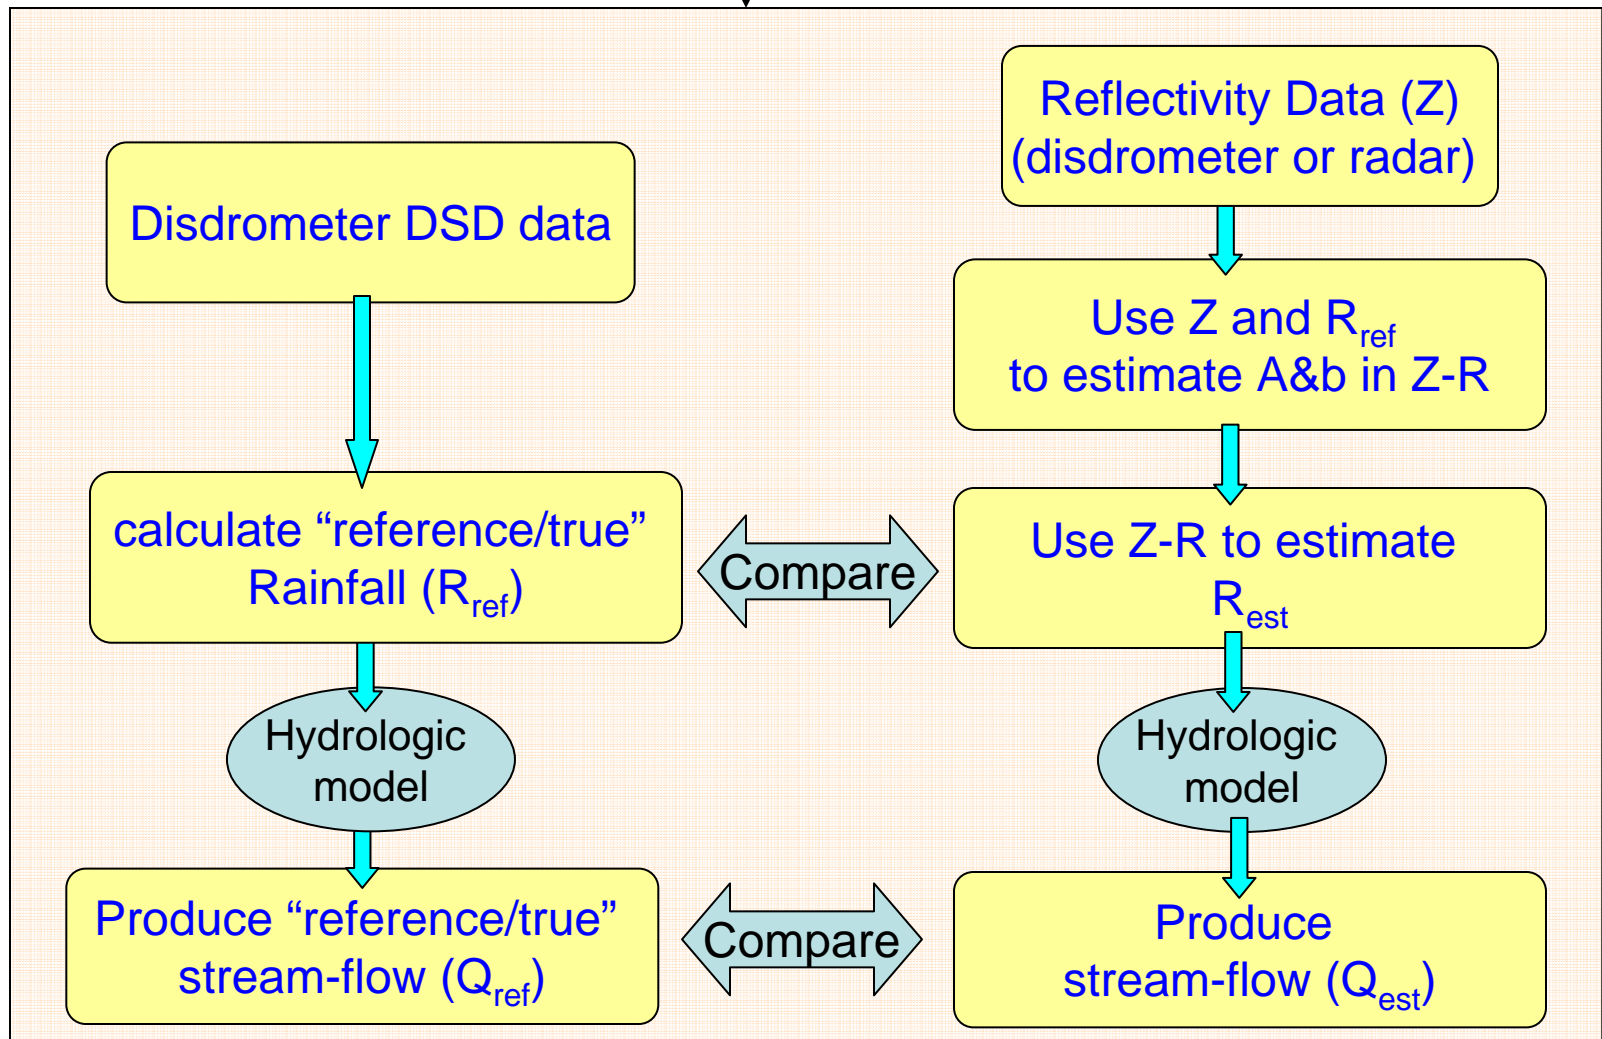 Reflectivity Data (Z)
(disdrometer or radar)
Disdrometer DSD data
Use Z and Rref
to estimate A&b in Z-R
calculate “reference/true”
Rainfall (Rref)
Compare
Use Z-R to estimate
Rest
Hydrologic
model
Hydrologic
model
Produce “reference/true”
stream-flow (Qref)
Compare
Produce
stream-flow (Qest)